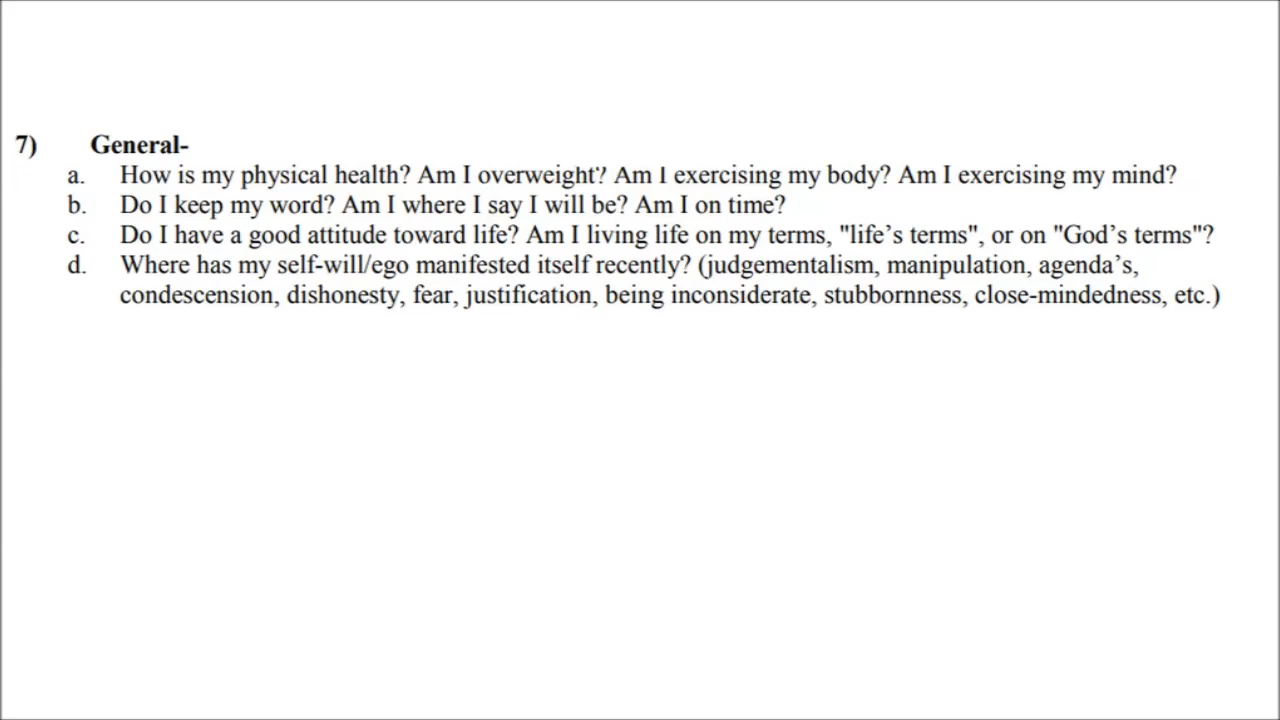 7) General-
a. How is my physical health? Am I overweight? Am I exercising my body? Am I exercising my mind?
b. Do I keep my word? Am I where I say I will be? Am I on time?
c. Do I have a good attitude toward life? Am I living life on my terms, "life’s terms", or on "God’s terms"?
d. Where has my self-will/ego manifested itself recently? (judgementalism, manipulation, agenda’s,
condescension, dishonesty, fear, justification, being inconsiderate, stubbornness, close-mindedness, etc.)